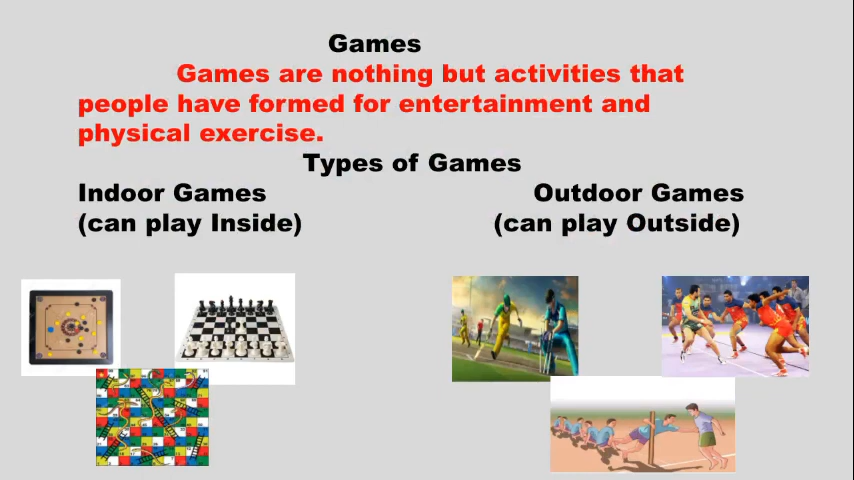 Games
Games are nothing but activities that
people have formed for entertainment and
physical exercise.
Types of Games
Indoor Games Outdoor Games
(can play Inside) (can play Outside)